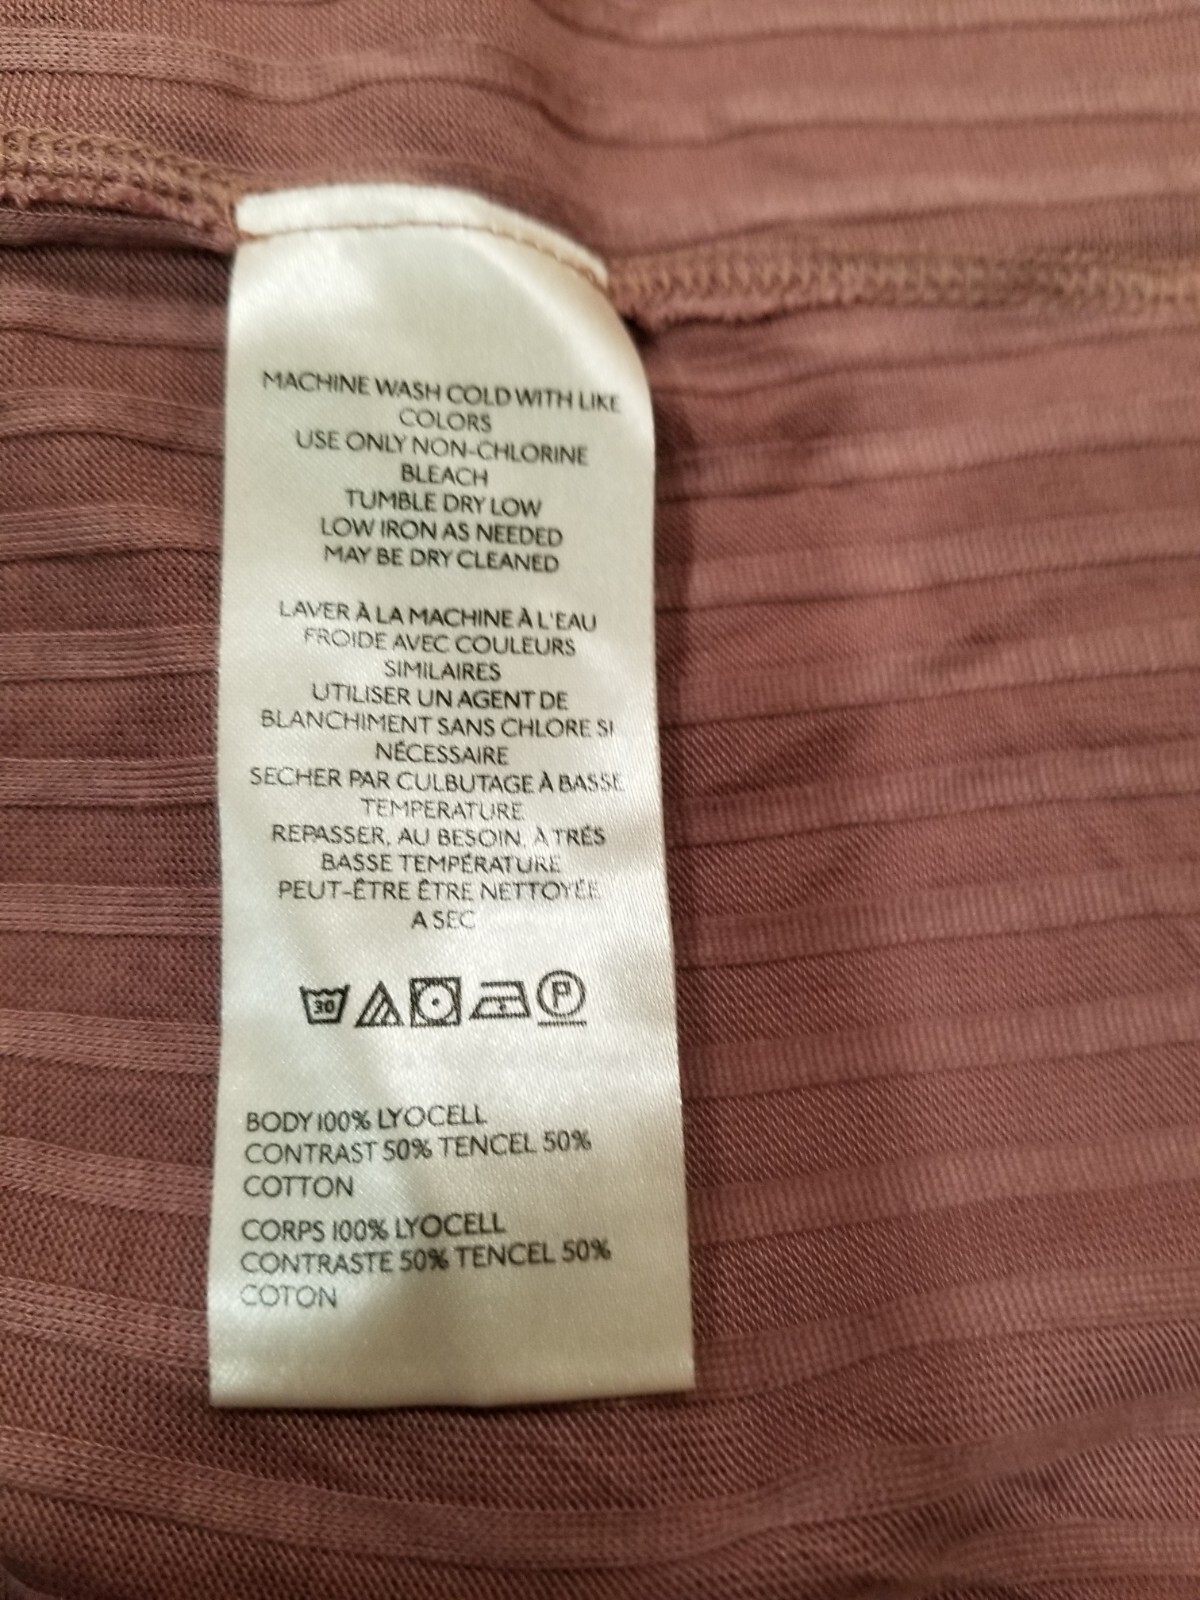 MACHINE WASH COLD WITH LIKE
COLORS
USE ONLY NON-CHLORINE
BLEACH
TUMBLE DRY LOW
LOW IRON AS NEEDED
MAY BE DRY CLEANED
LAVER À LA MACHINE À L'EAU
FROIDE AVEC COULEURS
SIMILAIRES
UTILISER UN AGENT DE
BLANCHIMENT SANS CHLORE SI
NÉCESSAIRE
SECHER PAR CULBUTAGE À BASSE
TEMPERATURE
REPASSER, AU BESOIN, À TRÉS
BASSE TEMPÉRATURE
PEUT-ÊTRE ÊTRE NETTOYÉE
A SEC
30 P
BODY 100% LYOCELL
CONTRAST 50% TENCEL 50%
COTTON
CORPS 100% LYOCELL
CONTRASTE 50% TENCEL 50%
COTON